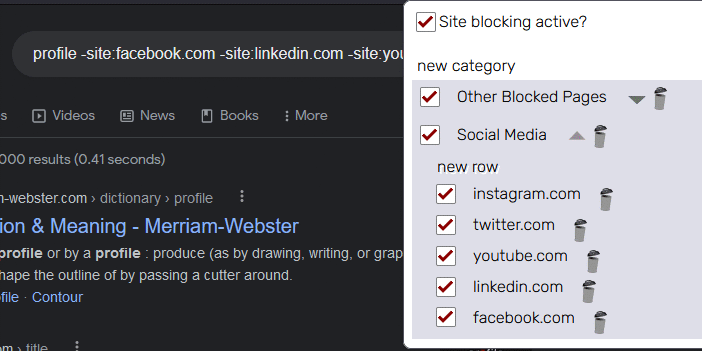 profile -site:facebook.com -site:linkedin.com -site:you
Videos
News
Books
More
000 results (0.41 seconds)
-webster.com › dictionary › profile
ion & Meaning - Merriam-Webster
profile or by a profile : produce (as by drawing, writing, or grap
hape the outline of by passing a cutter around.
file · Contour
om › title
Site blocking active?
new category
Other Blocked Pages
Social Media
new row
instagram.com
twitter.com
youtube.com
linkedin.com
facebook.com